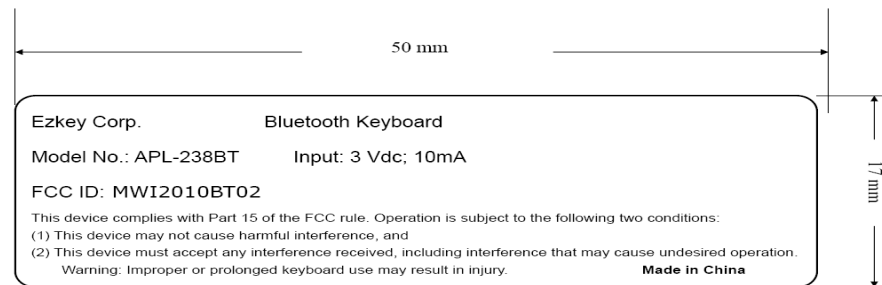 50 mm
Ezkey Corp. Bluetooth Keyboard
Model No.: APL-238BT Input: 3 Vdc; 10mA
17 mm
FCC ID: MWI2010BT02
This device complies with Part 15 of the FCC rule. Operation is subject to the following two conditions:
(1) This device may not cause harmful interference, and
(2) This device must accept any interference received, including interference that may cause undesired operation.
Warning: Improper or prolonged keyboard use may result in injury. Made in China